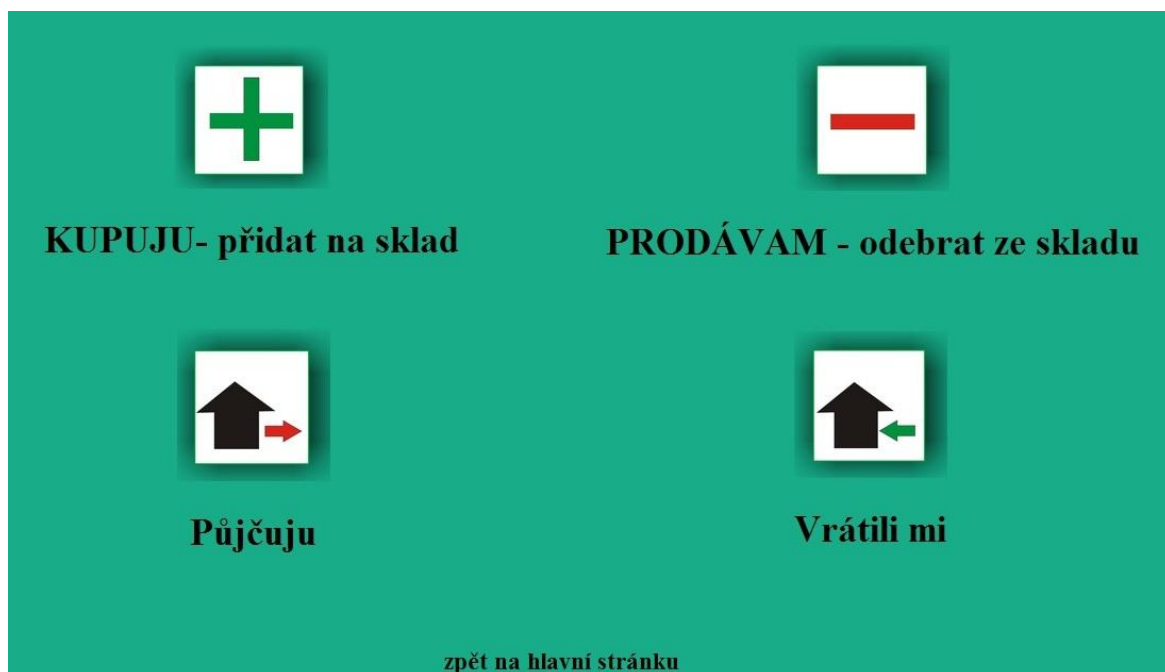 KUPUJU- přidat na sklad
PRODÁVAM - odebrat ze skladu
Půjčuju
Vrátili mi
zpět na hlavní stránku